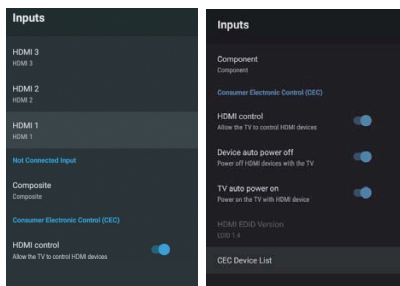 Inputs
HDMI 3
HDMI 3
HDMI 2
HDMI 2
HDMI 1
HDMI 1
Not Connected Input
Composite
Composite
Consumer Electronic Control (CEC)
HDMI control
Allow the TV to control HDMI devices
Inputs
Component
Component
Consumer Electronic Control (CEC)
HDMI control
Allow the TV to control HDMI devices
Device auto power off
Power off HDMI devices with the TV
TV auto power on
Power on the TV with HDMI device
HDMI EDID Version
EDID 1.4
CEC Device List